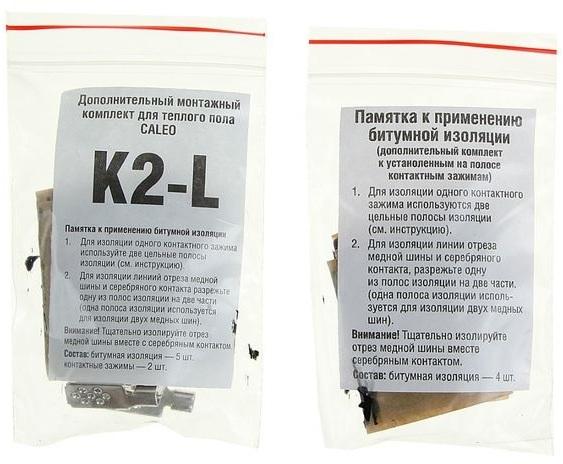 Дополнительный монтажный
комплект для теплого пола
CALEO
K2-L
Памятка к применению битумной изоляции
1. Для изоляции одного контактного зажима
используйте две цельные полосы
изоляции (см. инструкцию).
2. Для изоляции линиий отреза медной
шины и серебряного контакта разрежьте
одну из полос изоляции на две части
(одна полоса изоляции используется
для изоляции двух медных шин).
Внимание! Тщательно изолируйте отрез
медной шины вместе с серебряным контактом.
Состав: битумная изоляция — 5 шт.
контактные зажимы — 2 шт.
Памятка к применению
битумной изоляции
(дополнительный комплект
к установленным на полосе
контактным зажимам)
1. Для изоляции одного контактного
зажима используются две
цельные полосы изоляции
(см. инструкцию).
2. Для изоляции линии отреза
медной шины и серебряного
контакта, разрежьте одну
из полос изоляции на две части.
(одна полоса изоляции исполь-
зуется для изоляции двух медных
шин).
Внимание! Тщательно изолируйте
отрез медной шины вместе
серебряным контактом.
Состав: битумная изоляция — 4 шт.